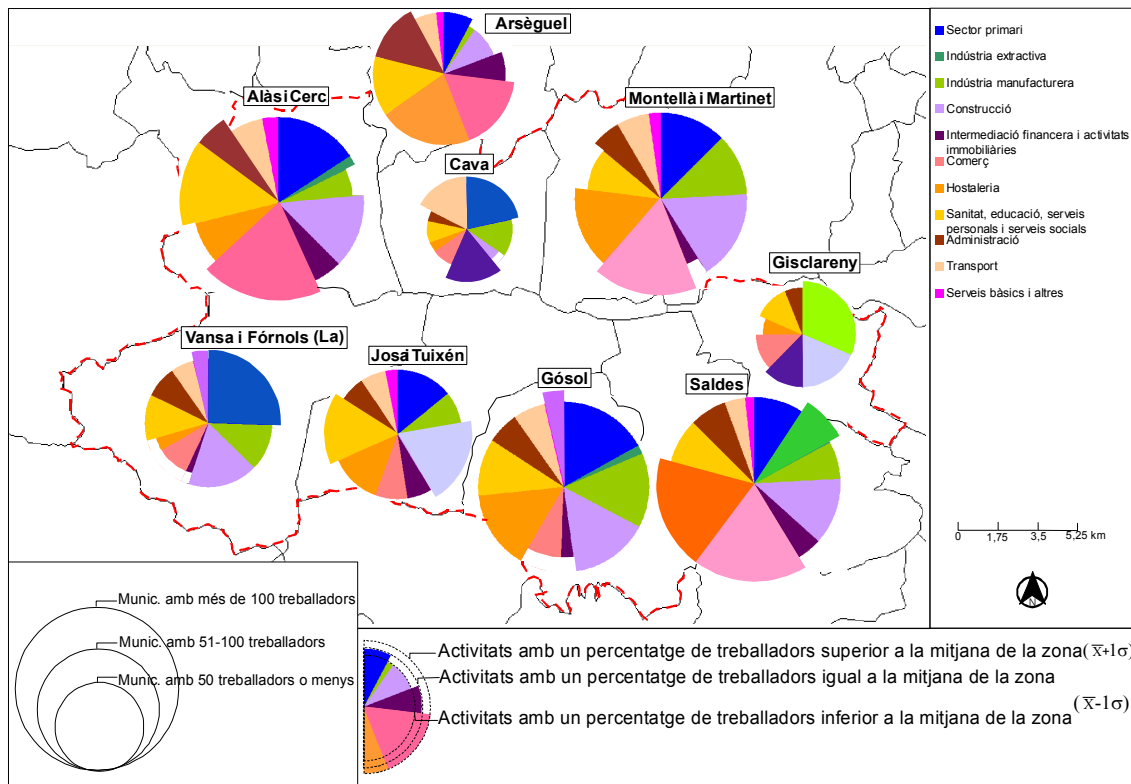 Arsèguel
Alàs i Cerc
Montellà i Martinet
Cava
Gisclareny
Vansa i Fórnols (La)
Josa i Tuixén
Gósol
Saldes
Sector primari
Indústria extractiva
Indústria manufacturera
Construcció
Intermediació financera i activitats
immobiliàries
Comerç
Hostaleria
Sanitat, educació, serveis
personals i serveis socials
Administració
Transport
Serveis bàsics i altres
0 1,75 3,5 5,25 km
N
Munic. amb més de 100 treballadors
Munic. amb 51-100 treballadors
Munic. amb 50 treballadors o menys
Activitats amb un percentatge de treballadors superior a la mitjana de la zona (x̅+1σ)
Activitats amb un percentatge de treballadors igual a la mitjana de la zona
Activitats amb un percentatge de treballadors inferior a la mitjana de la zona (x̅-1σ)